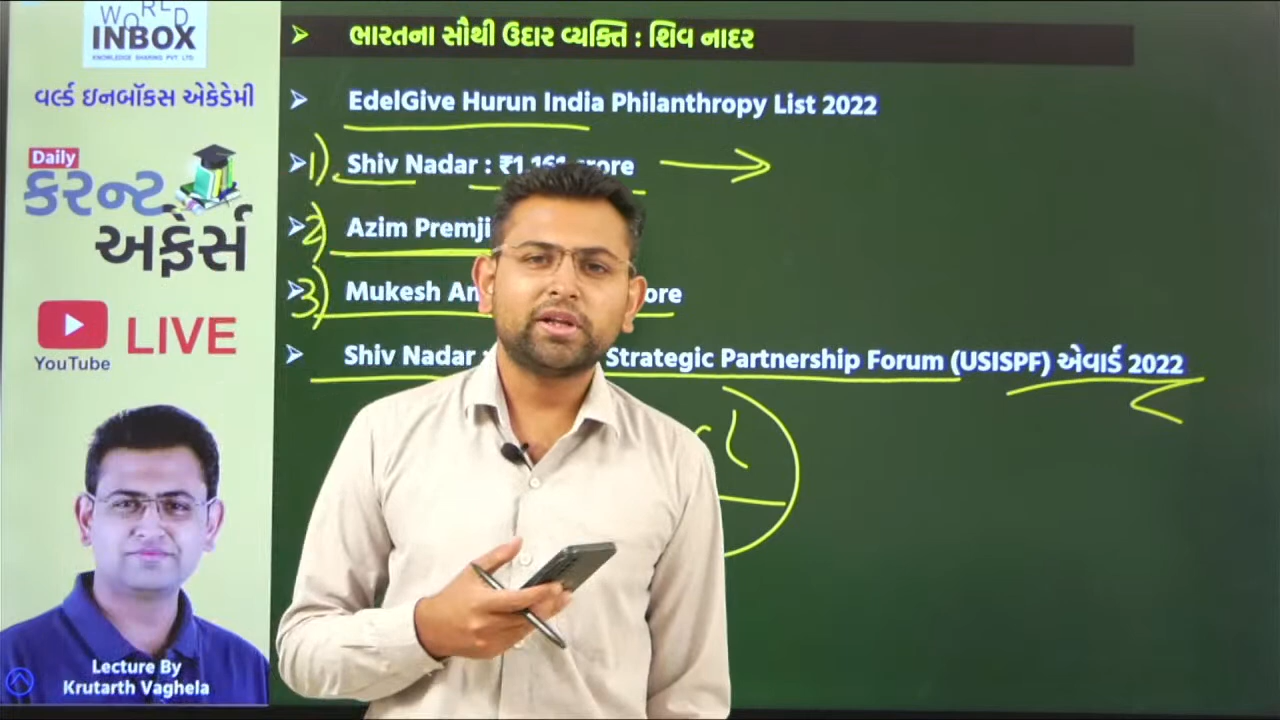 WORLD
INBOX
KNOWLEDGE SHARING PVT LTD
વર્લ્ડ ઇનબૉક્સ એકેડેમી
Daily
કરન્ટ
અફેર્સ
YouTube LIVE
Lecture By
Krutarth Vaghela
➤ ભારતના સૌથી ઉદાર વ્યક્તિ : શિવ નાદર
➤ EdelGive Hurun India Philanthropy List 2022
➤ 1) Shiv Nadar : ₹1,161 crore
➤ 2) Azim Premji
➤ 3) Mukesh
➤ Shiv Nadar : Strategic Partnership Forum (USISPF) એવાર્ડ 2022